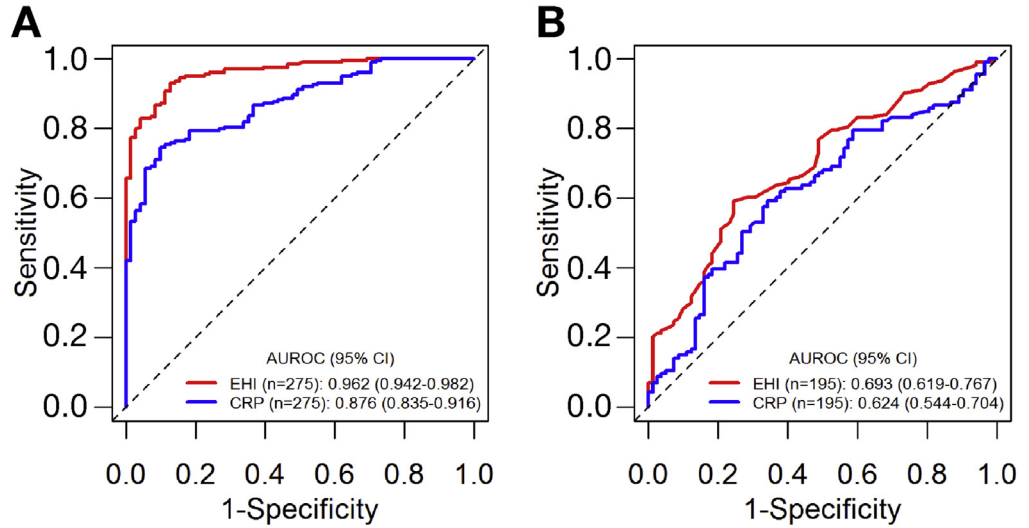 A
Sensitivity
1.0
0.8
0.6
0.4
0.2
0.0
AUROC (95% CI)
EHI (n=275): 0.962 (0.942-0.982)
CRP (n=275): 0.876 (0.835-0.916)
0.0 0.2 0.4 0.6 0.8 1.0
1-Specificity
B
Sensitivity
1.0
0.8
0.6
0.4
0.2
0.0
AUROC (95% CI)
EHI (n=195): 0.693 (0.619-0.767)
CRP (n=195): 0.624 (0.544-0.704)
0.0 0.2 0.4 0.6 0.8 1.0
1-Specificity